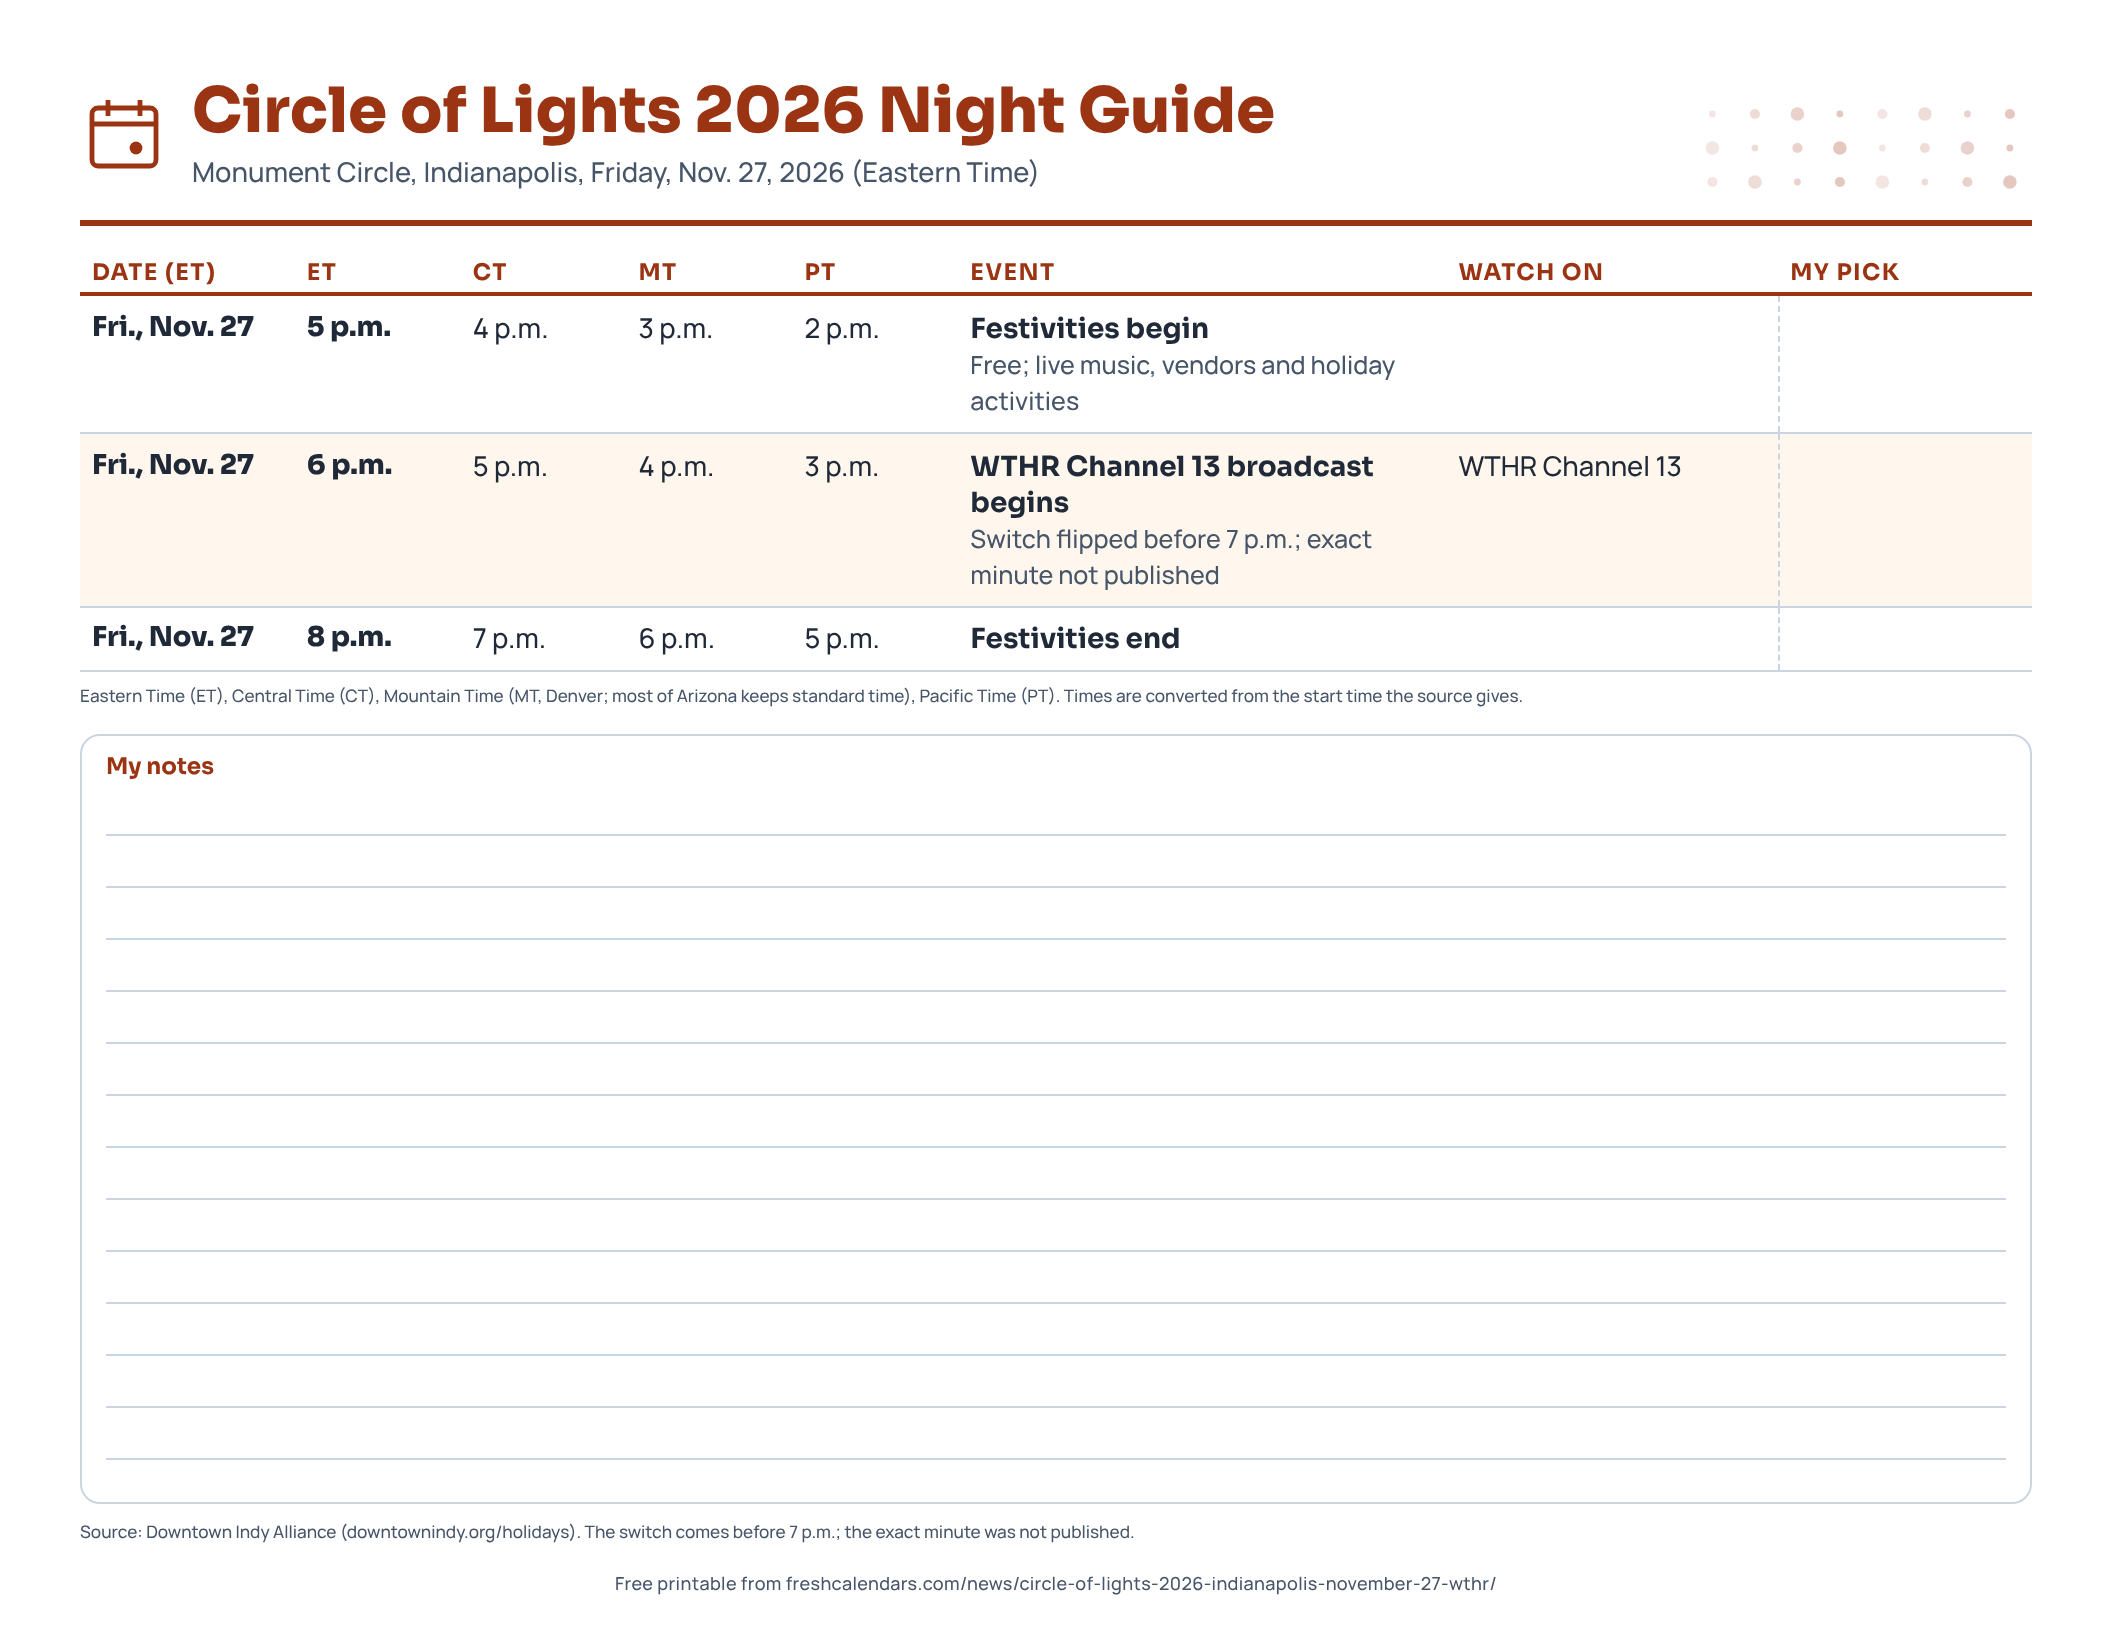 Circle of Lights 2026 Night Guide
Monument Circle, Indianapolis, Friday, Nov. 27, 2026 (Eastern Time)
DATE (ET) ET CT MT PT EVENT WATCH ON MY PICK
Fri., Nov. 27 5 p.m. 4 p.m. 3 p.m. 2 p.m. Festivities begin
Free; live music, vendors and holiday
activities
Fri., Nov. 27 6 p.m. 5 p.m. 4 p.m. 3 p.m. WTHR Channel 13 broadcast WTHR Channel 13
begins
Switch flipped before 7 p.m.; exact
minute not published
Fri., Nov. 27 8 p.m. 7 p.m. 6 p.m. 5 p.m. Festivities end
Eastern Time (ET), Central Time (CT), Mountain Time (MT, Denver; most of Arizona keeps standard time), Pacific Time (PT). Times are converted from the start time the source gives.
My notes
Source: Downtown Indy Alliance (downtownindy.org/holidays). The switch comes before 7 p.m.; the exact minute was not published.
Free printable from freshcalendars.com/news/circle-of-lights-2026-indianapolis-november-27-wthr/